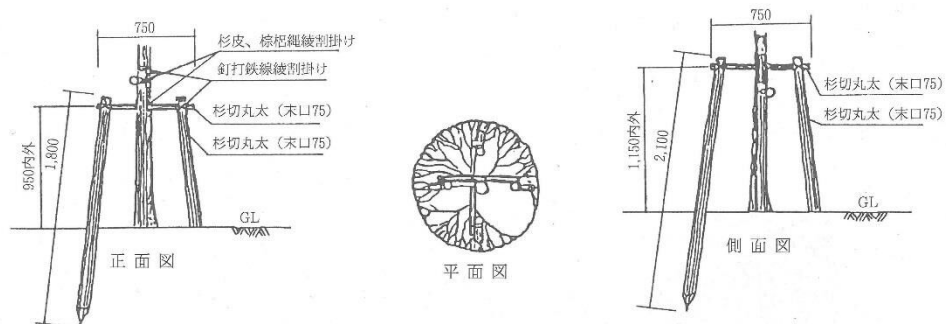 750
杉皮、棕梠縄綾割掛け
釘打鉄線綾割掛け
杉切丸太（末口75）
杉切丸太（末口75）
950内外
1,800
GL
正面図
平面図
750
杉切丸太（末口75）
杉切丸太（末口75）
1,150内外
2,100
GL
側面図